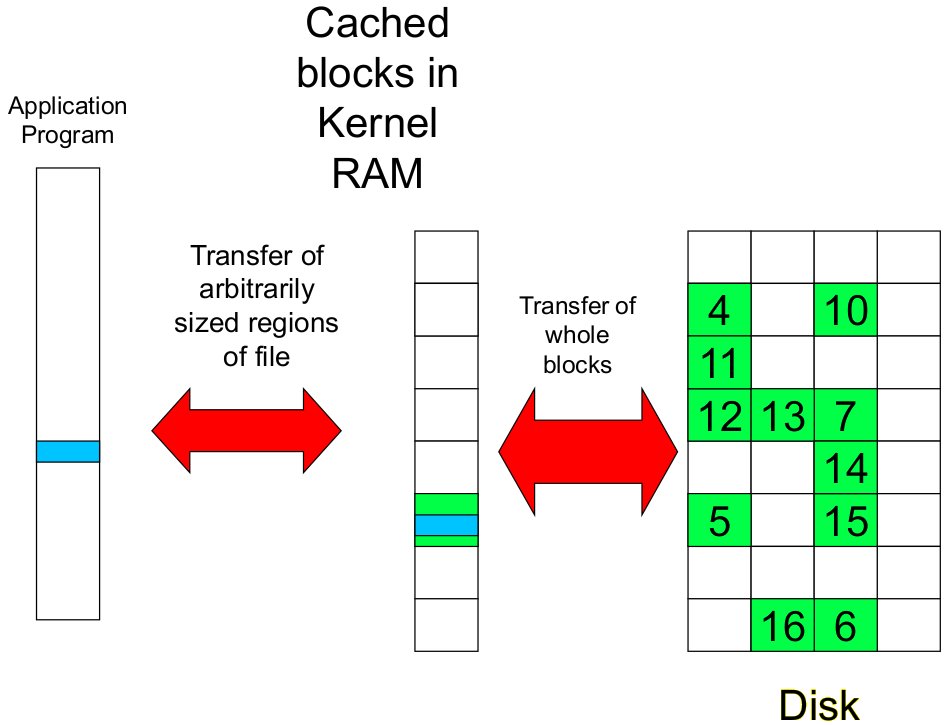 Cached
blocks in
Kernel
RAM
Application
Program
Transfer of
arbitrarily
sized regions
of file
Transfer of
whole
blocks
4 10
11
12 13 7
14
5 15
16 6
Disk